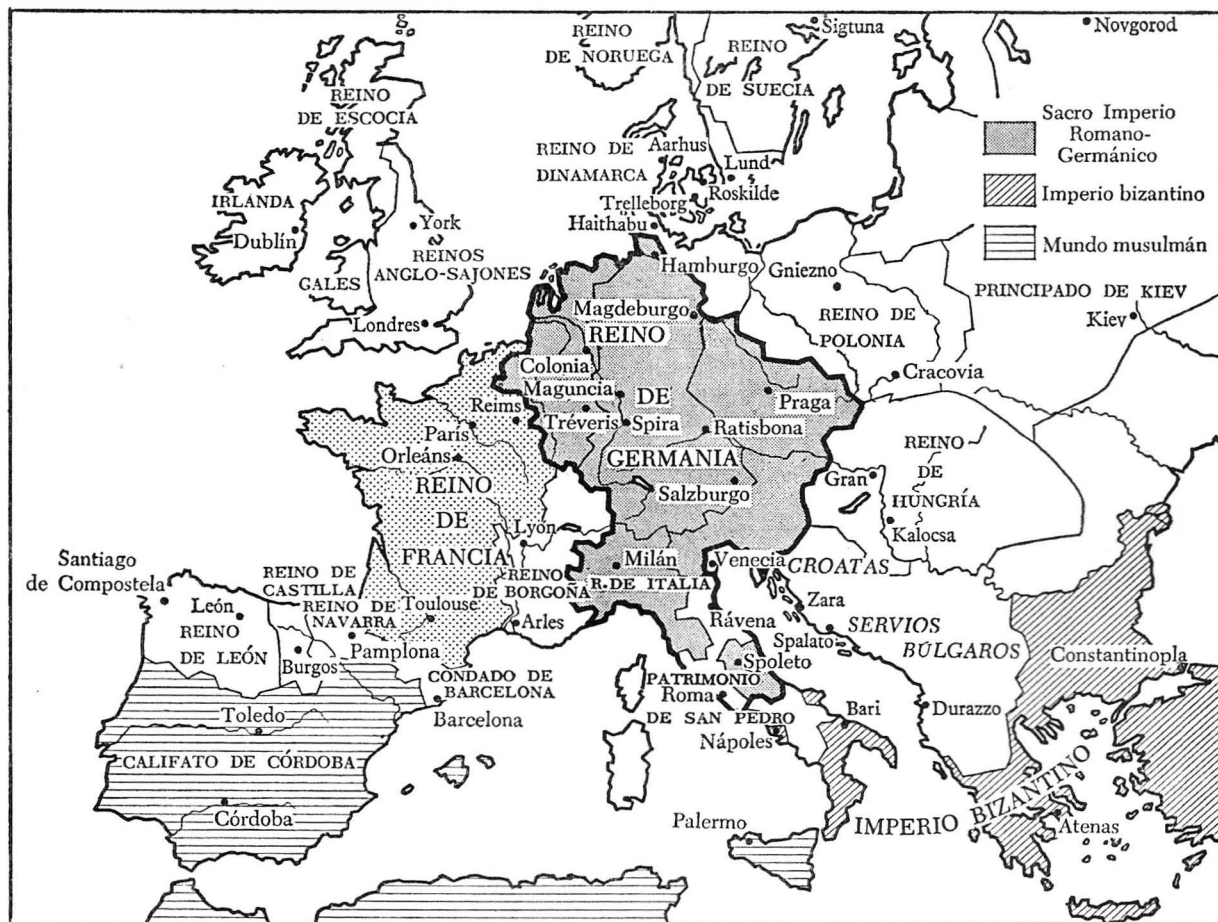 REINO
DE NORUEGA
Sigtuna
REINO
DE SUECIA
Novgorod
REINO
DE ESCOCIA
Sacro Imperio
Romano-
Germánico
Imperio bizantino
Mundo musulmán
REINO DE
DINAMARCA
Aarhus
Lund
Roskilde
Trelleborg
Haithabu
IRLANDA
Dublín
York
REINOS
ANGLO-SAJONES
GALES
Londres
Hamburgo
Gniezno
Magdeburgo
REINO
DE
GERMANIA
REINO DE
POLONIA
PRINCIPADO DE KIEV
Kiev
Cracovia
Colonia
Maguncia
Tréveris
Spira
Praga
Ratisbona
Salzburgo
Reims
París
Orleáns
REINO
DE
FRANCIA
Lyón
REINO
DE
HUNGRÍA
Gran
Kalocsa
Santiago
de Compostela
León
REINO
DE LEÓN
REINO DE
CASTILLA
REINO DE
NAVARRA
Burgos
Pamplona
Toulouse
REINO
DE BORGOÑA
Arles
Milán
R. DE ITALIA
Venecia
CROATAS
Zara
Rávena
Spalato
SERVIOS
BÚLGAROS
Constantinopla
Spoleto
CONDADO DE
BARCELONA
Barcelona
PATRIMONIO
Roma
DE SAN PEDRO
Nápoles
Bari
Durazzo
Toledo
CALIFATO DE CÓRDOBA
Córdoba
Palermo
IMPERIO BIZANTINO
Atenas